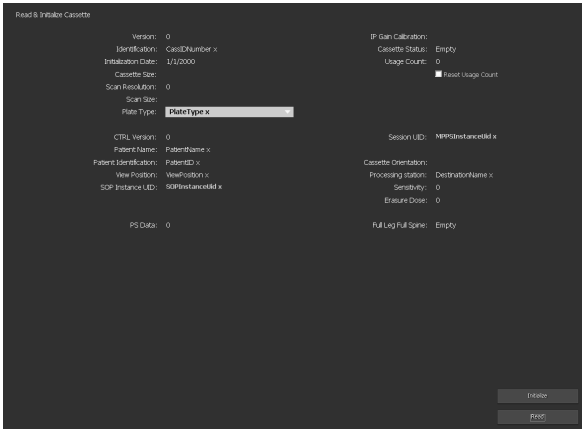 Read & Initialize Cassette
Version: 0
Identification: CassIDNumber x
Initialization Date: 1/1/2000
Cassette Size:
Scan Resolution: 0
Scan Size:
Plate Type: PlateType x
IP Gain Calibration:
Cassette Status: Empty
Usage Count: 0
Reset Usage Count
CTRL Version: 0
Patient Name: PatientName x
Patient Identification: PatientID x
View Position: ViewPosition x
SOP Instance UID: SOPInstanceUid x
Session UID: MPPSInstanceUid x
Cassette Orientation:
Processing station: DestinationName x
Sensitivity: 0
Erasure Dose: 0
PS Data: 0
Full Leg Full Spine: Empty
Initialize
Read